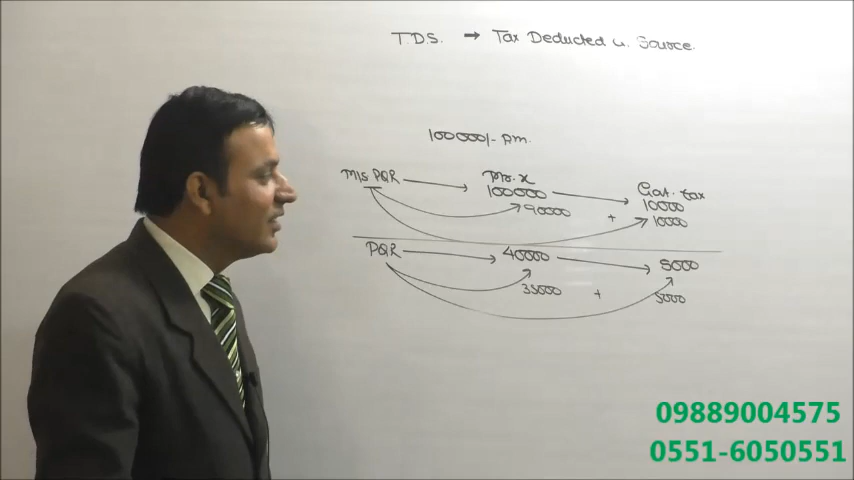 T.D.S. → Tax Deducted u. Source.
100000/- p.m.
M/s PQR Mr. X Govt. tax
100000 10000
90000 + 10000
PQR 40000 5000
35000 + 5000
09889004575
0551-6050551